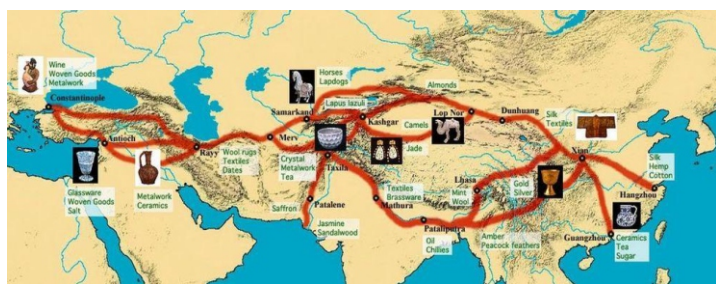 Wine
Woven Goods
Metalwork
Constantinople
Antioch
Glassware
Woven Goods
Salt
Metalwork
Ceramics
Rayy
Wool rugs
Textiles
Dates
Merv
Samarkand
Horses
Lapdogs
Lapus lazuli
Kashgar
Almonds
Camels
Jade
Crystal
Metalwork
Tea
Taxila
Saffron
Patalene
Jasmine
Sandalwood
Textiles
Brassware
Mathura
Oil
Chillies
Pataliputra
Lop Nor
Dunhuang
Lhasa
Mint
Wool
Gold
Silver
Amber
Peacock feathers
Silk
Textiles
Xian
Silk
Hemp
Cotton
Hangzhou
Guangzhou
Ceramics
Tea
Sugar